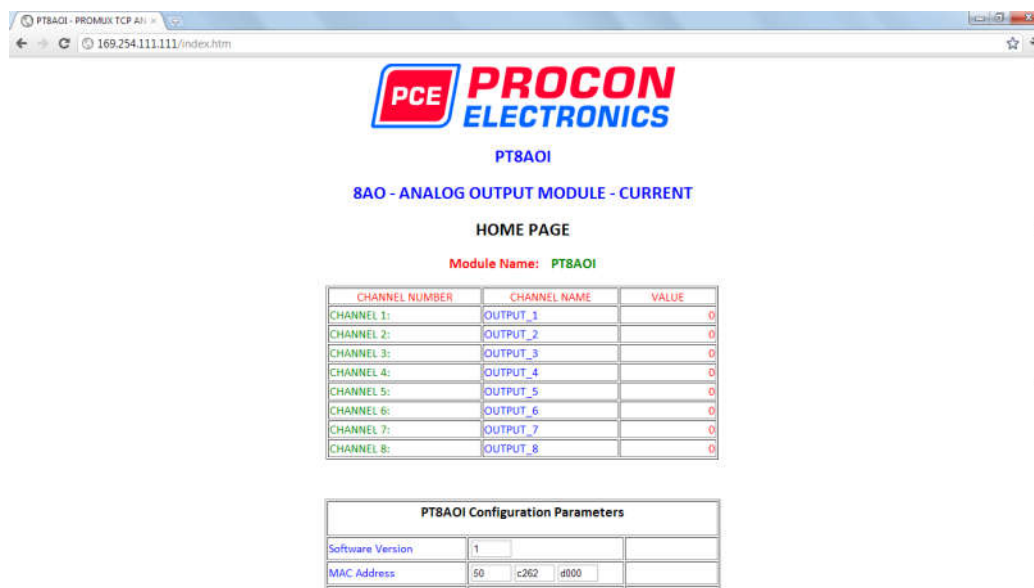 PT8AOI - PROMUX TCP AN
169.254.111.111/index.htm
PCE PROCON
ELECTRONICS
PT8AOI
8AO - ANALOG OUTPUT MODULE - CURRENT
HOME PAGE
Module Name: PT8AOI
CHANNEL NUMBER CHANNEL NAME VALUE
CHANNEL 1: OUTPUT_1 0
CHANNEL 2: OUTPUT_2 0
CHANNEL 3: OUTPUT_3 0
CHANNEL 4: OUTPUT_4 0
CHANNEL 5: OUTPUT_5 0
CHANNEL 6: OUTPUT_6 0
CHANNEL 7: OUTPUT_7 0
CHANNEL 8: OUTPUT_8 0
PT8AOI Configuration Parameters
Software Version 1
MAC Address 50 c262 d000